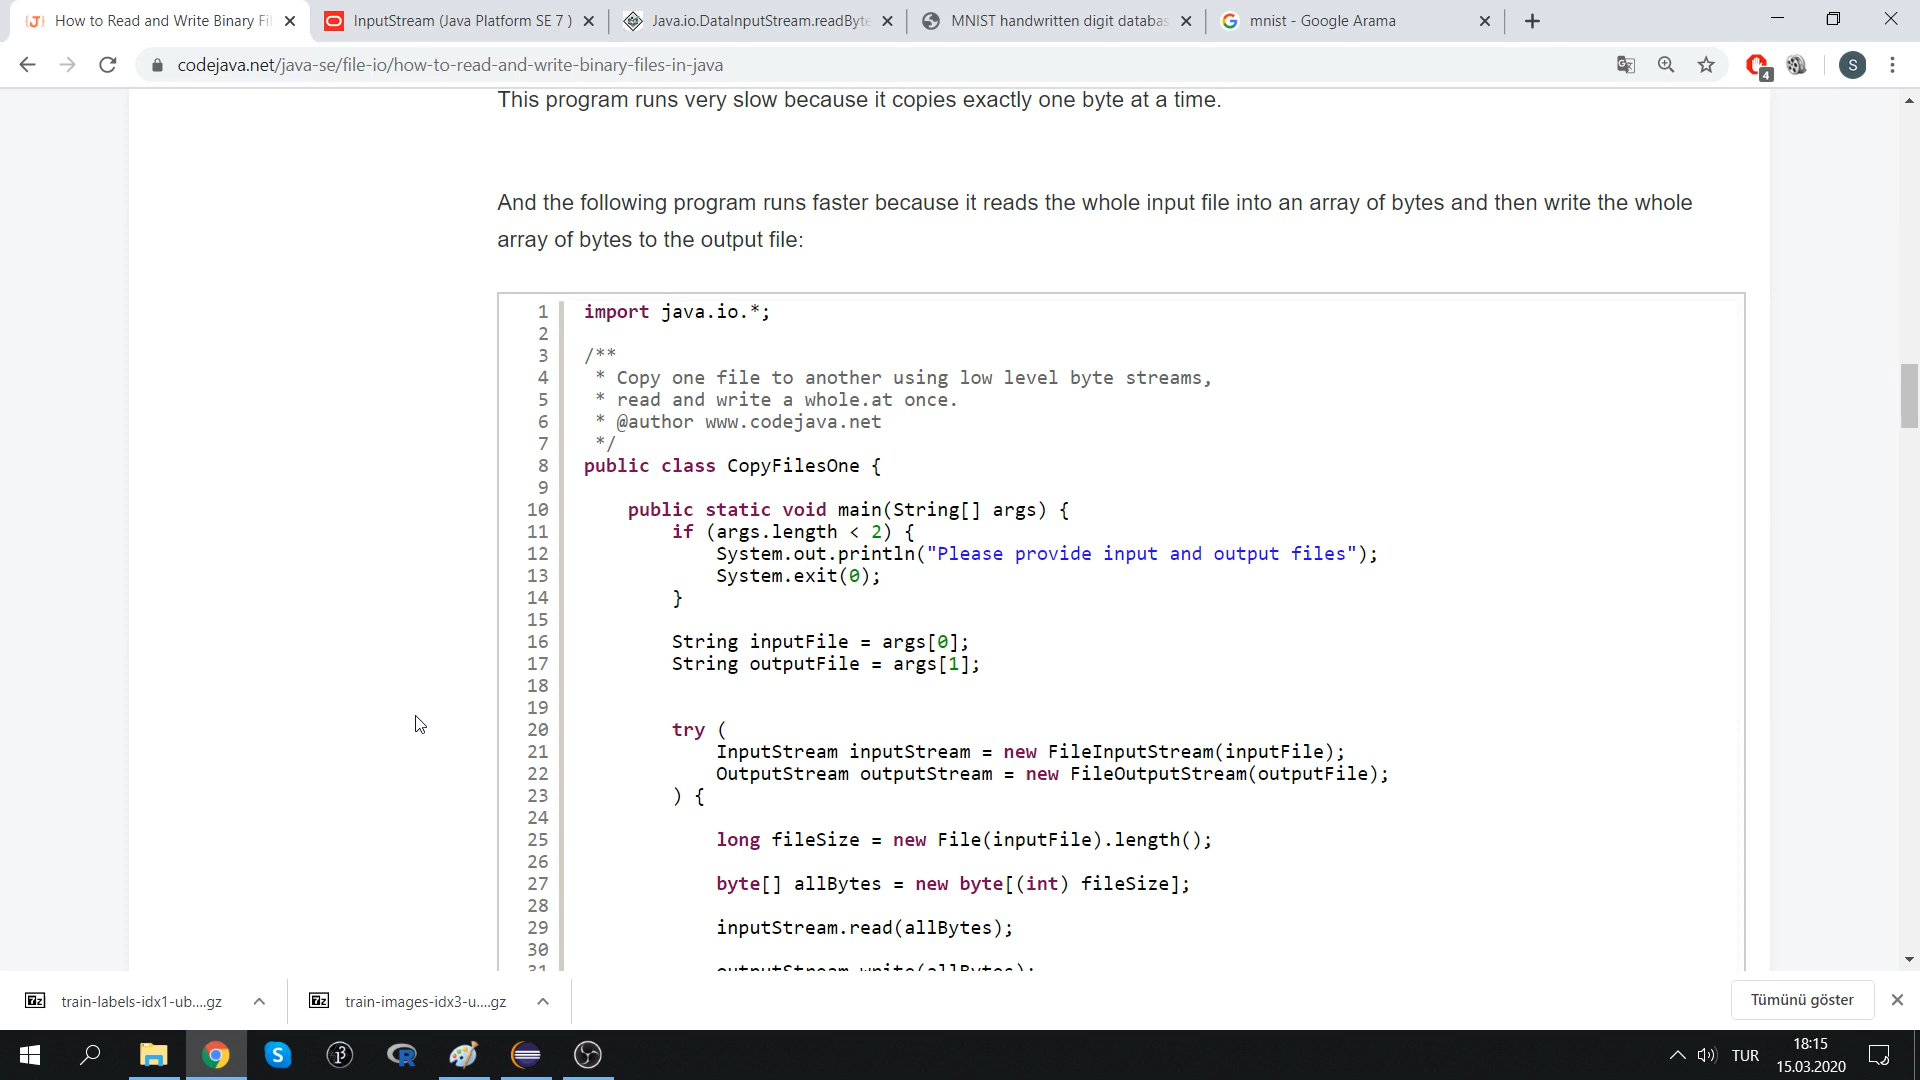 How to Read and Write Binary Fi
InputStream (Java Platform SE 7 )
Java.io.DataInputStream.readByte
MNIST handwritten digit databas
mnist - Google Arama
codejava.net/java-se/file-io/how-to-read-and-write-binary-files-in-java
4
S
This program runs very slow because it copies exactly one byte at a time.
And the following program runs faster because it reads the whole input file into an array of bytes and then write the whole
array of bytes to the output file:
1 import java.io.*;
2
3 /**
4 * Copy one file to another using low level byte streams,
5 * read and write a whole.at once.
6 * @author www.codejava.net
7 */
8 public class CopyFilesOne {
9
10 public static void main(String[] args) {
11 if (args.length < 2) {
12 System.out.println("Please provide input and output files");
13 System.exit(0);
14 }
15
16 String inputFile = args[0];
17 String outputFile = args[1];
18
19
20 try (
21 InputStream inputStream = new FileInputStream(inputFile);
22 OutputStream outputStream = new FileOutputStream(outputFile);
23 ) {
24
25 long fileSize = new File(inputFile).length();
26
27 byte[] allBytes = new byte[(int) fileSize];
28
29 inputStream.read(allBytes);
30
31 outputStream.write(allBytes);
train-labels-idx1-ub....gz
train-images-idx3-u....gz
Tümünü göster
TUR
18:15
15.03.2020